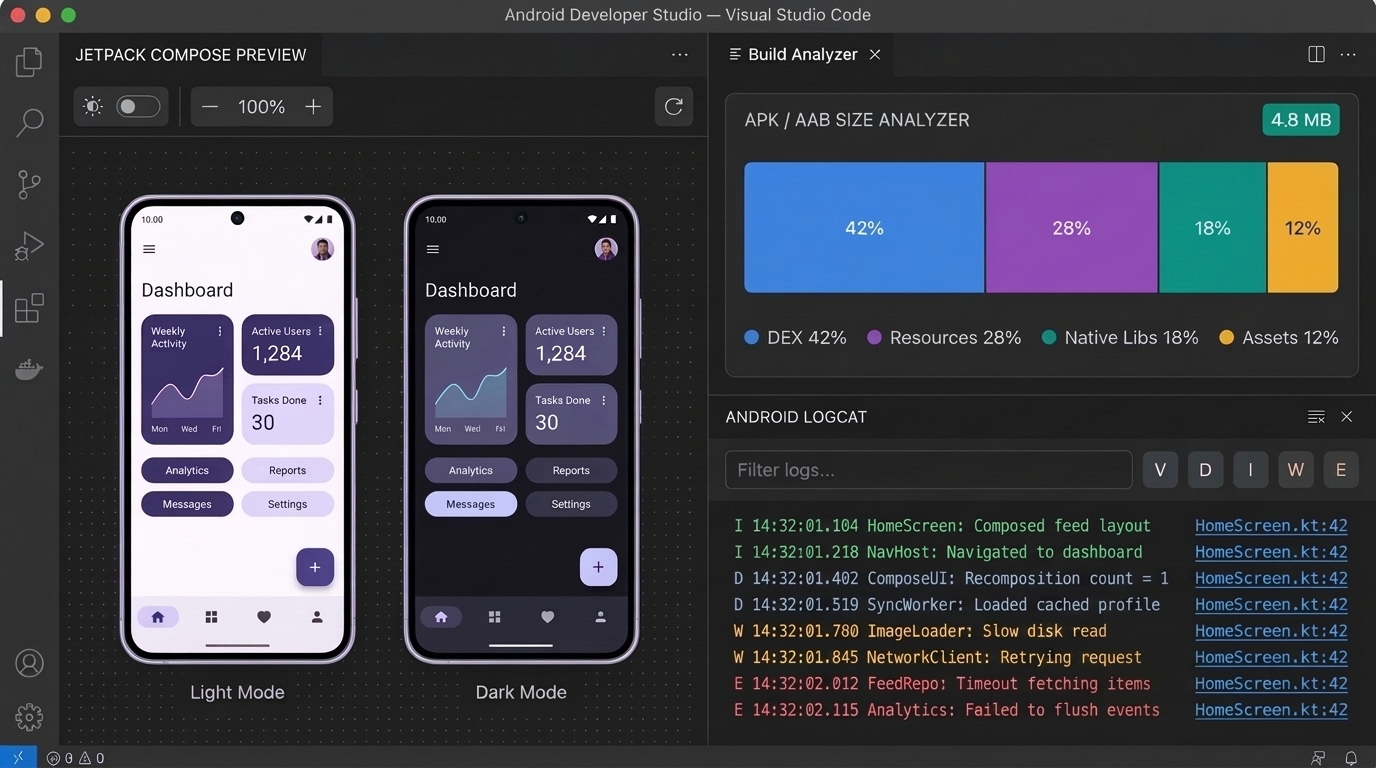 Android Developer Studio — Visual Studio Code
JETPACK COMPOSE PREVIEW
100%
10.00
Dashboard
Weekly
Activity
Mon Wed Fri
Active Users
1,284
Tasks Done
30
Analytics
Reports
Messages
Settings
Light Mode
10.00
Dashboard
Weekly
Activity
Mon Wed
Active Users
1,284
Tasks Done
30
Analytics
Reports
Messages
Settings
Dark Mode
Build Analyzer
APK / AAB SIZE ANALYZER
4.8 MB
42% 28% 18% 12%
DEX 42% Resources 28% Native Libs 18% Assets 12%
ANDROID LOGCAT
Filter logs...
V D I W E
I 14:32:01.104 HomeScreen: Composed feed layout HomeScreen.kt:42
I 14:32:01.218 NavHost: Navigated to dashboard HomeScreen.kt:42
D 14:32:01.402 ComposeUI: Recomposition count = 1 HomeScreen.kt:42
D 14:32:01.519 SyncWorker: Loaded cached profile HomeScreen.kt:42
W 14:32:01.780 ImageLoader: Slow disk read HomeScreen.kt:42
W 14:32:01.845 NetworkClient: Retrying request HomeScreen.kt:42
E 14:32:02.012 FeedRepo: Timeout fetching items HomeScreen.kt:42
E 14:32:02.115 Analytics: Failed to flush events HomeScreen.kt:42
0 0